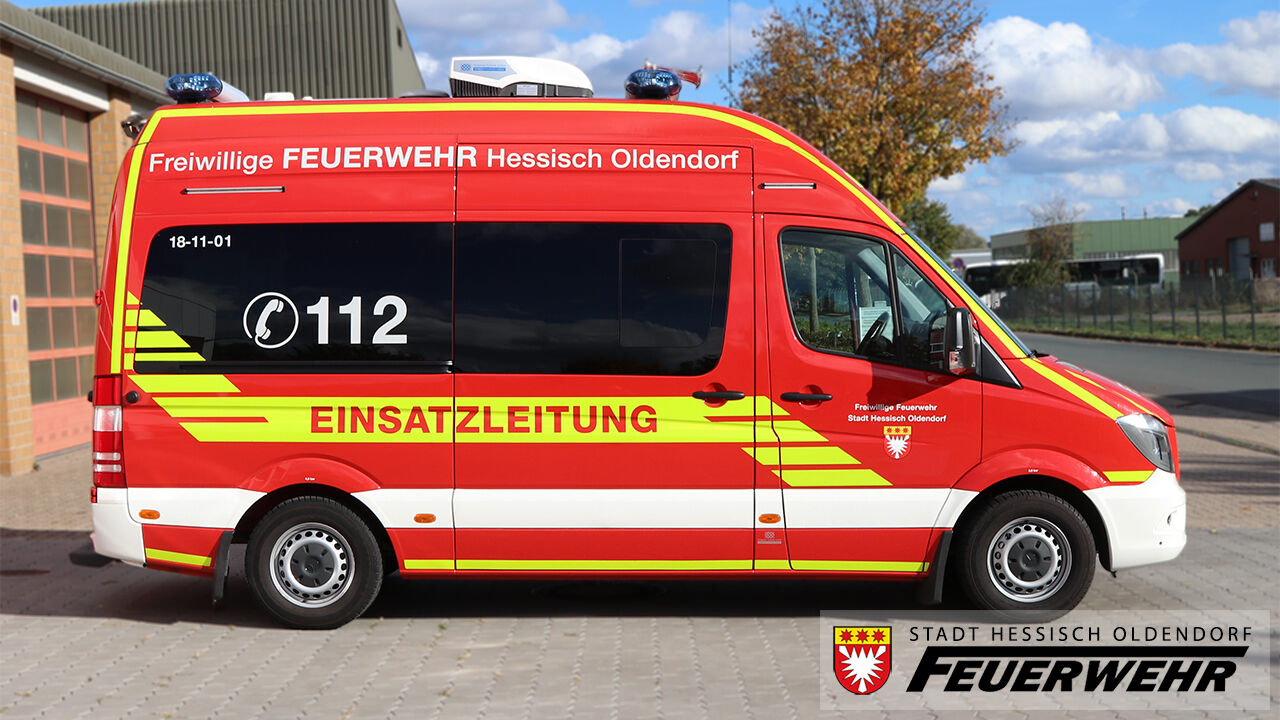 Freiwillige FEUERWEHR Hessisch Oldendorf
18-11-01
112
EINSATZLEITUNG
Freiwillige Feuerwehr
Stadt Hessisch Oldendorf
STADT HESSISCH OLDENDORF
FEUERWEHR